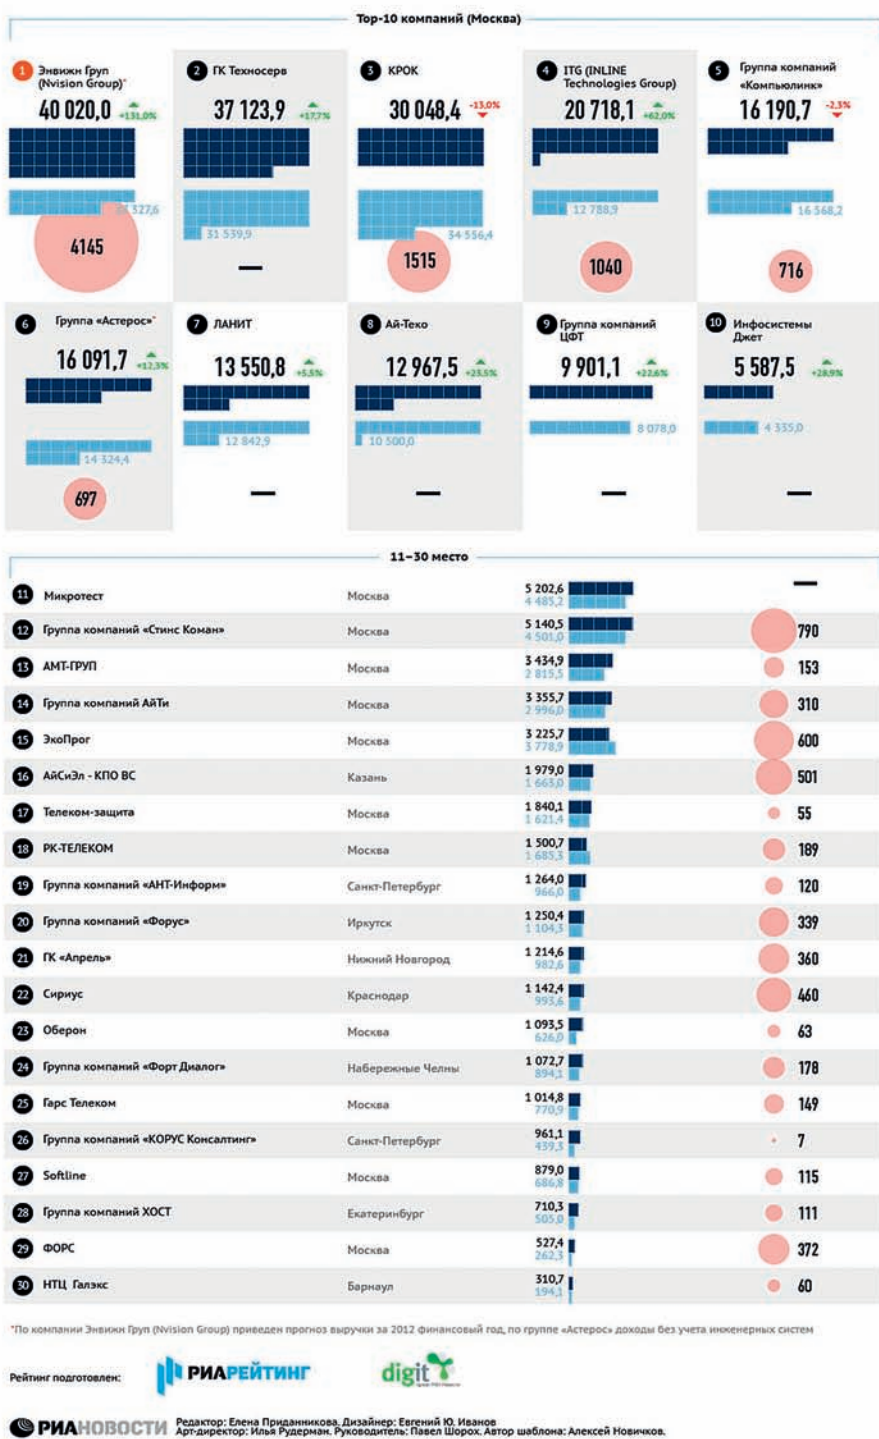 Top-10 компаний (Москва)
1 Энвижн Груп (Nvision Group)*
40 020,0 +131,0%
327,6
4145
2 ГК Техносерв
37 123,9 +17,7%
31 539,9
—
3 КРОК
30 048,4 -13,0%
34 556,4
1515
4 ITG (INLINE Technologies Group)
20 718,1 +62,0%
12 788,9
1040
5 Группа компаний «Компьюлинк»
16 190,7 -2,3%
16 568,2
716
6 Группа «Астерос»*
16 091,7 +12,3%
14 324,4
697
7 ЛАНИТ
13 550,8 +5,5%
12 842,9
—
8 Ай-Теко
12 967,5 +23,5%
10 500,0
—
9 Группа компаний ЦФТ
9 901,1 +22,6%
8 078,0
—
10 Инфосистемы Джет
5 587,5 +28,9%
4 335,0
—
11–30 место
11 Микротест Москва 5 202,6 —
4 485,2
12 Группа компаний «Стинс Коман» Москва 5 140,5 790
4 501,0
13 АМТ-ГРУП Москва 3 434,9 153
2 815,5
14 Группа компаний АйТи Москва 3 355,7 310
2 996,0
15 ЭкоПрог Москва 3 225,7 600
3 778,9
16 АйСиЭл - КПО ВС Казань 1 979,0 501
1 663,0
17 Телеком-защита Москва 1 840,1 55
1 621,4
18 РК-ТЕЛЕКОМ Москва 1 500,7 189
1 685,3
19 Группа компаний «АНТ-Информ» Санкт-Петербург 1 264,0 120
966,0
20 Группа компаний «Форус» Иркутск 1 250,4 339
1 104,3
21 ГК «Апрель» Нижний Новгород 1 214,6 360
982,6
22 Сириус Краснодар 1 142,4 460
993,6
23 Оберон Москва 1 093,5 63
626,0
24 Группа компаний «Форт Диалог» Набережные Челны 1 072,7 178
894,1
25 Гарс Телеком Москва 1 014,8 149
770,9
26 Группа компаний «КОРУС Консалтинг» Санкт-Петербург 961,1 7
439,3
27 Softline Москва 879,0 115
686,8
28 Группа компаний ХОСТ Екатеринбург 710,3 111
505,0
29 ФОРС Москва 527,4 372
262,3
30 НТЦ Галэкс Барнаул 310,7 60
194,1
*По компании Энвижн Груп (Nvision Group) приведен прогноз выручки за 2012 финансовый год, по группе «Астерос» доходы без учета инженерных систем
Рейтинг подготовлен: РИАРЕЙТИНГ digit
РИАНОВОСТИ Редактор: Елена Приданникова. Дизайнер: Евгений Ю. Иванов
Арт-директор: Илья Рудерман. Руководитель: Павел Шорох. Автор шаблона: Алексей Новичков.